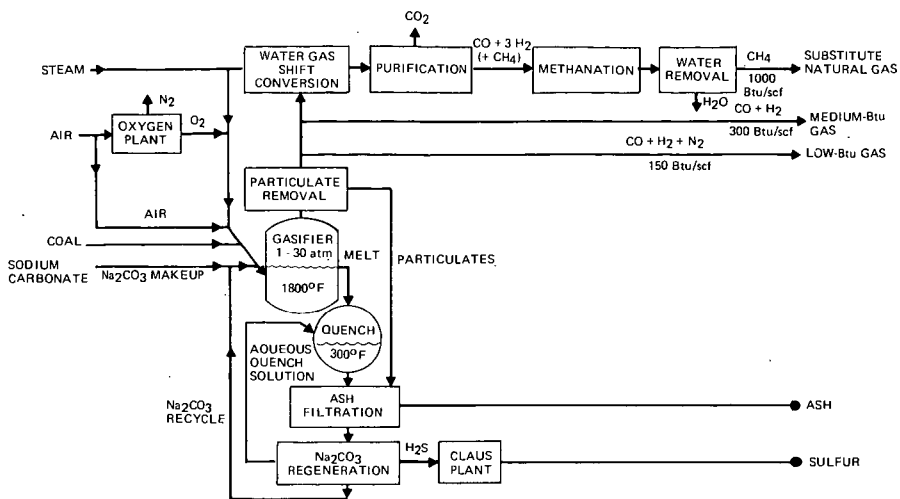 CO2
STEAM
WATER GAS
SHIFT
CONVERSION
PURIFICATION
CO + 3 H2
(+ CH4)
METHANATION
WATER
REMOVAL
CH4
1000
Btu/scf
SUBSTITUTE
NATURAL GAS
H2O
N2
AIR
OXYGEN
PLANT
O2
CO + H2
300 Btu/scf
MEDIUM-Btu
GAS
CO + H2 + N2
150 Btu/scf
LOW-Btu GAS
PARTICULATE
REMOVAL
AIR
COAL
SODIUM
CARBONATE
Na2CO3 MAKEUP
GASIFIER
1 - 30 atm
1800°F
MELT
PARTICULATES
QUENCH
300°F
AQUEOUS
QUENCH
SOLUTION
Na2CO3
RECYCLE
ASH
FILTRATION
ASH
Na2CO3
REGENERATION
H2S
CLAUS
PLANT
SULFUR